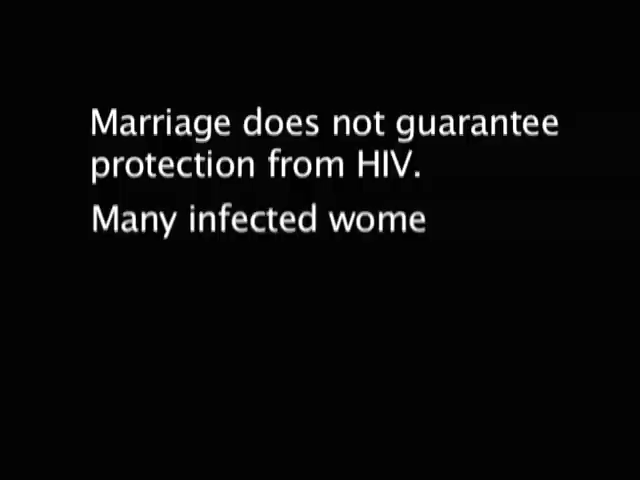 Marriage does not guarantee
protection from HIV.
Many infected wome